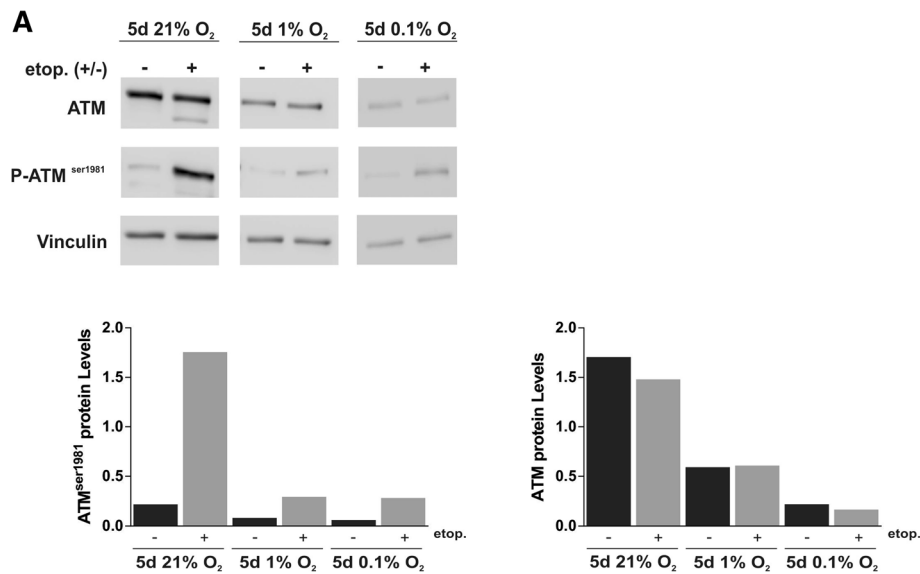 A
5d 21% O₂ 5d 1% O₂ 5d 0.1% O₂
etop. (+/-) - + - + - +
ATM
P-ATM ser1981
Vinculin
ATMser1981 protein Levels
2.0
1.5
1.0
0.5
0.0
- + - + - + etop.
5d 21% O₂ 5d 1% O₂ 5d 0.1% O₂
ATM protein Levels
2.0
1.5
1.0
0.5
0.0
- + - + - + etop.
5d 21% O₂ 5d 1% O₂ 5d 0.1% O₂